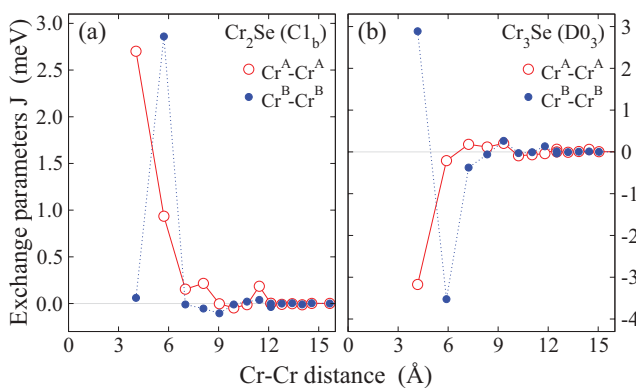 (a) Cr₂Se (C1_b)
Crᴬ-Crᴬ
Crᴮ-Crᴮ
3.0
2.5
2.0
1.5
1.0
0.5
0.0
Exchange parameters J (meV)
0 3 6 9 12 15
(b) Cr₃Se (D0₃)
Crᴬ-Crᴬ
Crᴮ-Crᴮ
3
2
1
0
-1
-2
-3
-4
0 3 6 9 12 15
Cr-Cr distance (Å)